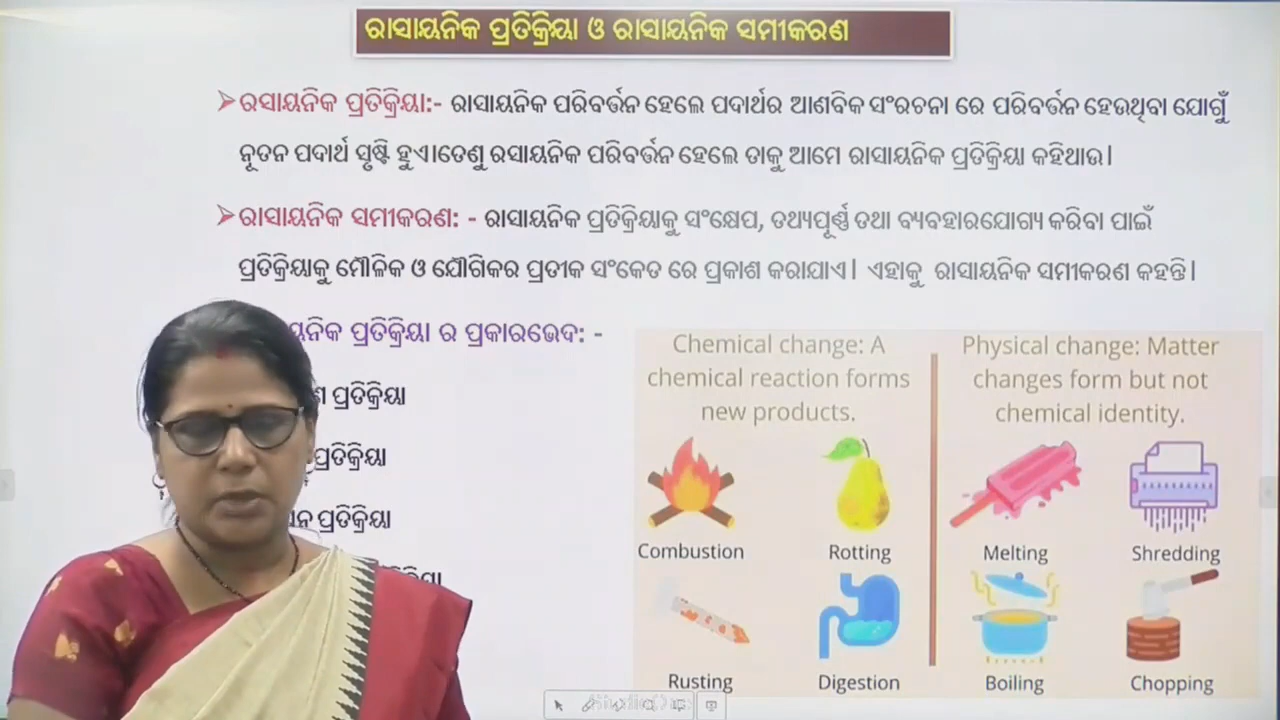 ରାସାୟନିକ ପ୍ରତିକ୍ରିୟା ଓ ରାସାୟନିକ ସମୀକରଣ
➢ରସାୟନିକ ପ୍ରତିକ୍ରିୟା:- ରାସାୟନିକ ପରିବର୍ତ୍ତନ ହେଲେ ପଦାର୍ଥର ଆଣବିକ ସଂରଚନା ରେ ପରିବର୍ତ୍ତନ ହେଉଥିବା ଯୋଗୁଁ
ନୂତନ ପଦାର୍ଥ ସୃଷ୍ଟି ହୁଏ ।ତେଣୁ ରସାୟନିକ ପରିବର୍ତ୍ତନ ହେଲେ ତାକୁ ଆମେ ରାସାୟନିକ ପ୍ରତିକ୍ରିୟା କହିଥାଉ ।
➢ରାସାୟନିକ ସମୀକରଣ: - ରାସାୟନିକ ପ୍ରତିକ୍ରିୟାକୁ ସଂକ୍ଷେପ, ତଥ୍ୟପୂର୍ଣ୍ଣ ତଥା ବ୍ୟବହାରଯୋଗ୍ୟ କରିବା ପାଇଁ
ପ୍ରତିକ୍ରିୟାକୁ ମୌଳିକ ଓ ଯୌଗିକର ପ୍ରତୀକ ସଂକେତ ରେ ପ୍ରକାଶ କରାଯାଏ । ଏହାକୁ ରାସାୟନିକ ସମୀକରଣ କହନ୍ତି ।
ପ୍ରତିକ୍ରିୟା ର ପ୍ରକାରଭେଦ: -
ପ୍ରତିକ୍ରିୟା
ପ୍ରତିକ୍ରିୟା
ପ୍ରତିକ୍ରିୟା
Chemical change: A
chemical reaction forms
new products.
Combustion
Rotting
Rusting
Digestion
Physical change: Matter
changes form but not
chemical identity.
Melting
Shredding
Boiling
Chopping